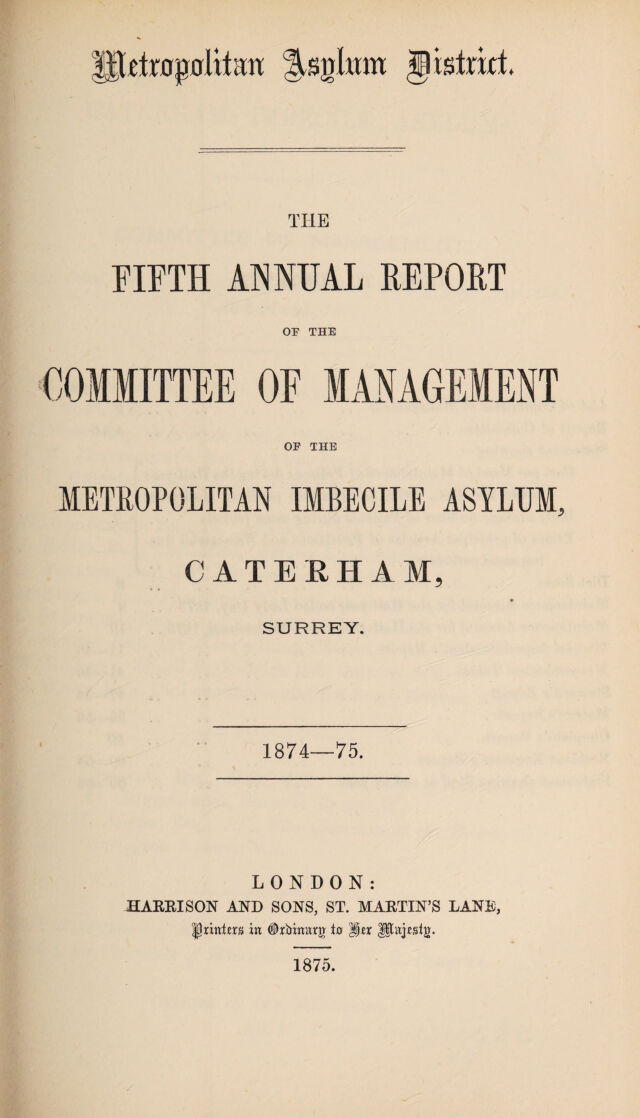 Metropolitan Asylum District.
THE
FIFTH ANNUAL REPORT
OF THE
COMMITTEE OF MANAGEMENT
OF THE
METROPOLITAN IMBECILE ASYLUM,
CATERHAM,
SURREY.
1874—75.
LONDON:
HARRISON AND SONS, ST. MARTIN'S LANE,
Printers in Ordinary to Her Majesty.
1875.